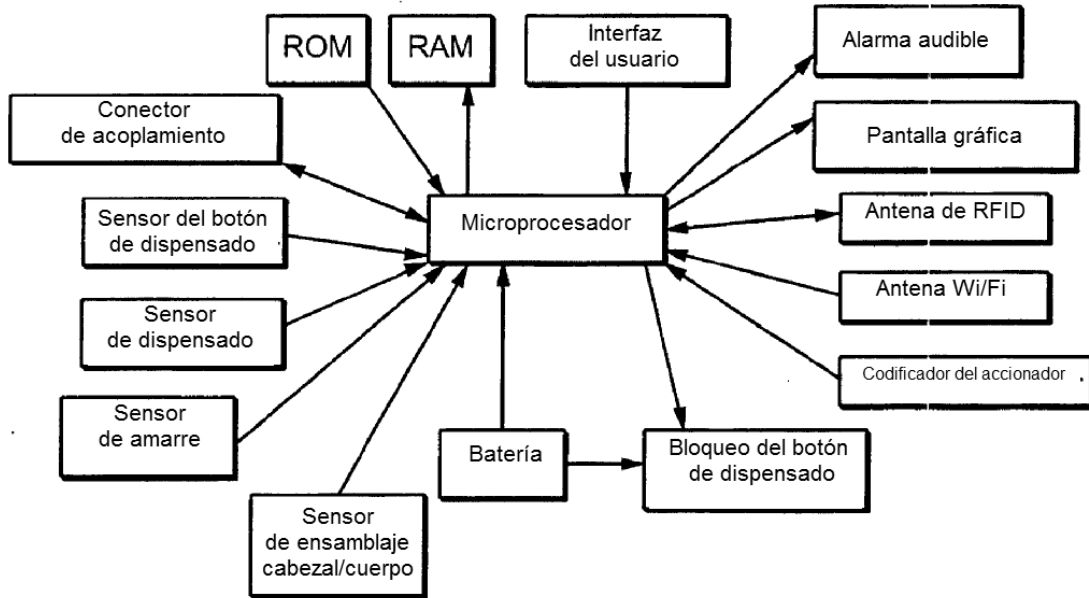 ROM
RAM
Interfaz
del usuario
Alarma audible
Conector
de acoplamiento
Pantalla gráfica
Sensor del botón
de dispensado
Microprocesador
Antena de RFID
Antena Wi/Fi
Sensor
de dispensado
Codificador del accionador
Sensor
de amarre
Batería
Bloqueo del botón
de dispensado
Sensor
de ensamblaje
cabezal/cuerpo